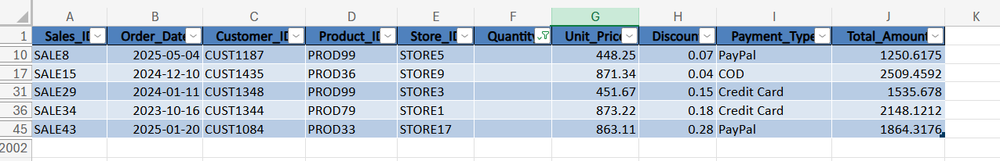 A B C D E F G H I J K
1 Sales_ID Order_Date Customer_ID Product_ID Store_ID Quantity Unit_Price Discoun Payment_Type Total_Amount
10 SALE8 2025-05-04 CUST1187 PROD99 STORE5 448.25 0.07 PayPal 1250.6175
17 SALE15 2024-12-10 CUST1435 PROD36 STORE9 871.34 0.04 COD 2509.4592
31 SALE29 2024-01-11 CUST1348 PROD99 STORE3 451.67 0.15 Credit Card 1535.678
36 SALE34 2023-10-16 CUST1344 PROD79 STORE1 873.22 0.18 Credit Card 2148.1212
45 SALE43 2025-01-20 CUST1084 PROD33 STORE17 863.11 0.28 PayPal 1864.3176
2002